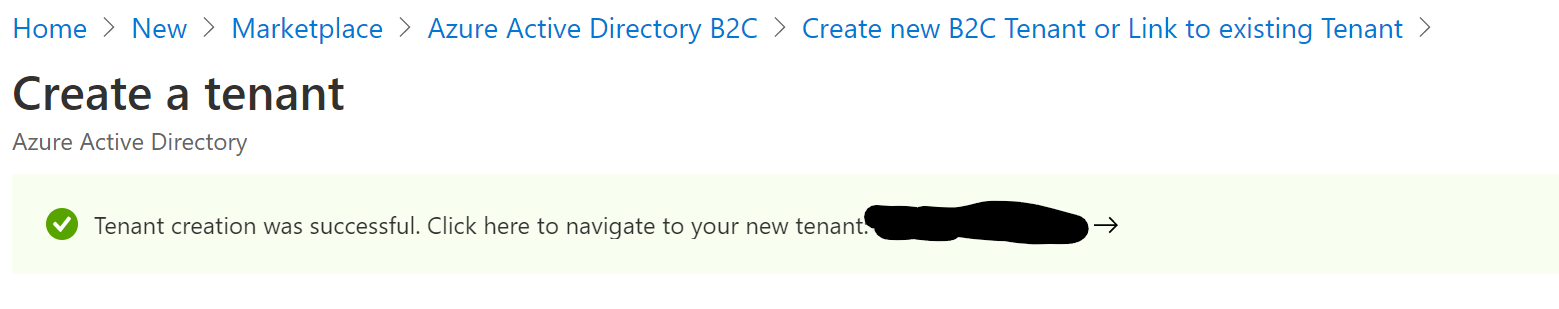 Home > New > Marketplace > Azure Active Directory B2C > Create new B2C Tenant or Link to existing Tenant >
Create a tenant
Azure Active Directory
Tenant creation was successful. Click here to navigate to your new tenant: →